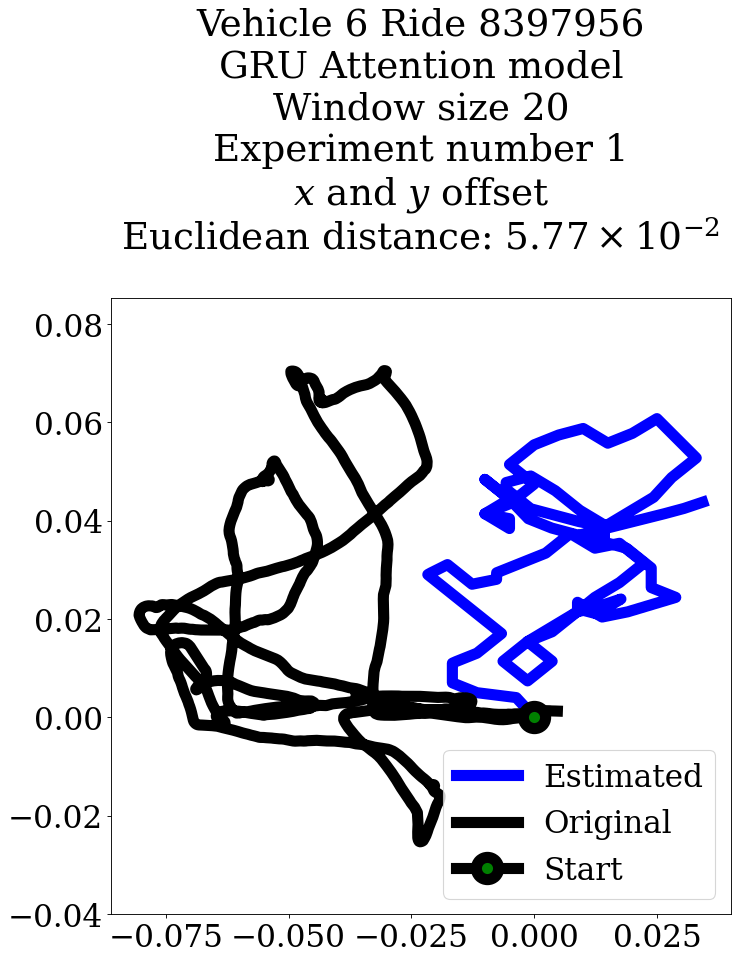 Vehicle 6 Ride 8397956
GRU Attention model
Window size 20
Experiment number 1
x and y offset
Euclidean distance: 5.77 × 10⁻²
0.08
0.06
0.04
0.02
0.00
−0.02
−0.04
Estimated
Original
Start
−0.075 −0.050 −0.025 0.000 0.025